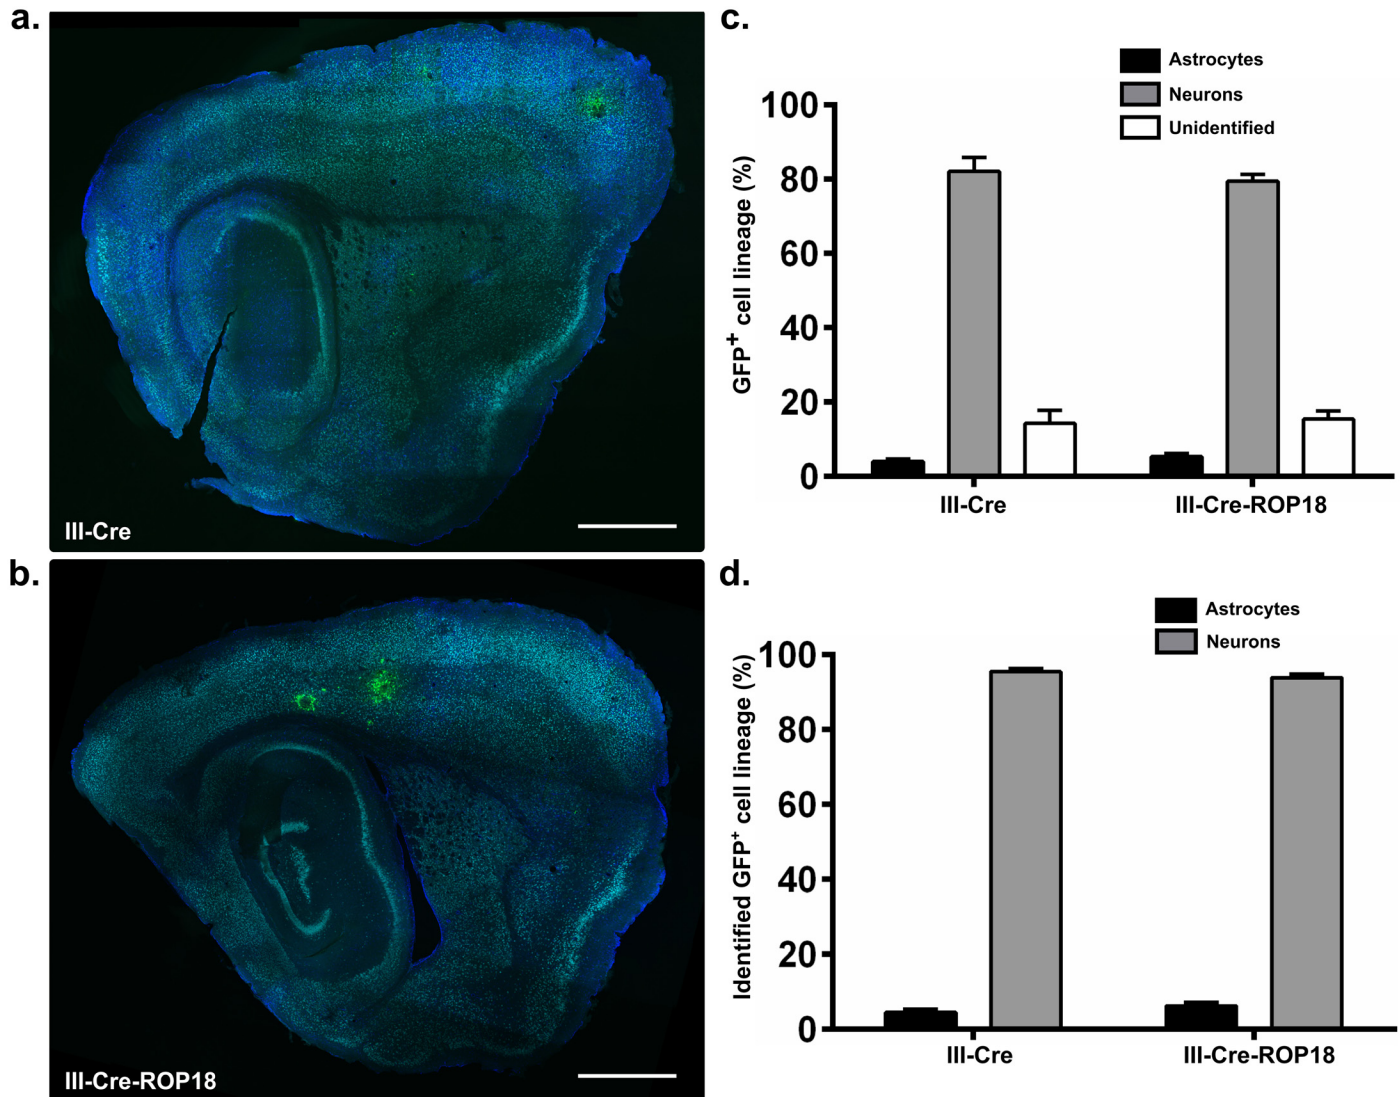 a.
III-Cre
b.
III-Cre-ROP18
c.
Astrocytes
Neurons
Unidentified
GFP+ cell lineage (%)
100
80
60
40
20
0
III-Cre
III-Cre-ROP18
d.
Astrocytes
Neurons
Identified GFP+ cell lineage (%)
100
80
60
40
20
0
III-Cre
III-Cre-ROP18